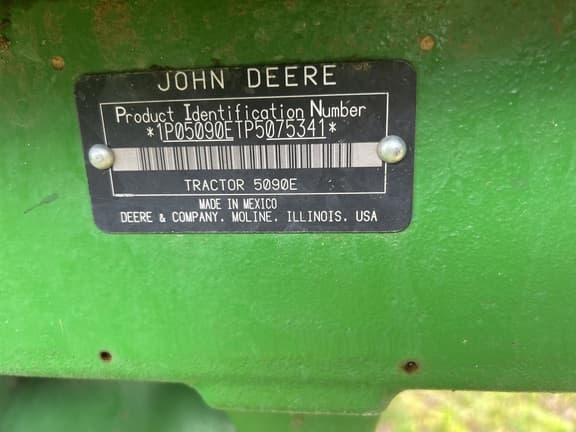 JOHN DEERE
Product Identification Number
*1P05090ETP5075341*
TRACTOR 5090E
MADE IN MEXICO
DEERE & COMPANY. MOLINE. ILLINOIS. USA